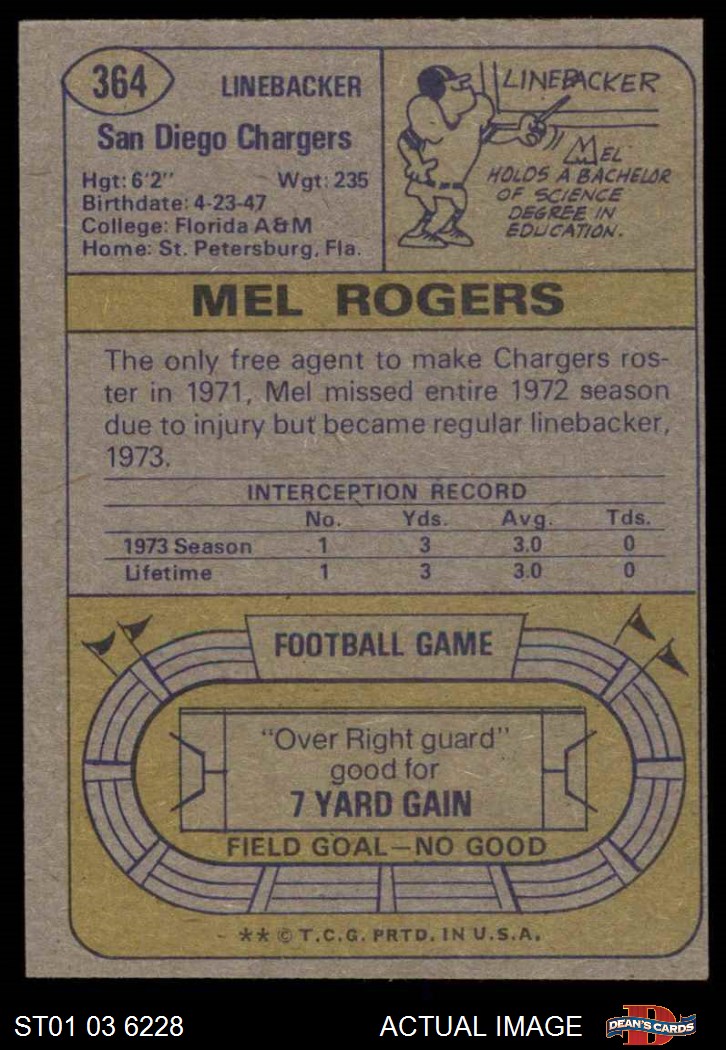 364
LINEBACKER
San Diego Chargers
Hgt: 6'2" Wgt: 235
Birthdate: 4-23-47
College: Florida A&M
Home: St. Petersburg, Fla.
LINEBACKER
MEL
HOLDS A BACHELOR
OF SCIENCE
DEGREE IN
EDUCATION.
MEL ROGERS
The only free agent to make Chargers ros-
ter in 1971, Mel missed entire 1972 season
due to injury but became regular linebacker,
1973.
INTERCEPTION RECORD
No. Yds. Avg. Tds.
1973 Season 1 3 3.0 0
Lifetime 1 3 3.0 0
FOOTBALL GAME
"Over Right guard"
good for
7 YARD GAIN
FIELD GOAL—NO GOOD
** © T.C.G. PRTD. IN U.S.A.
ST01 03 6228 ACTUAL IMAGE
D
DEAN'S CARDS